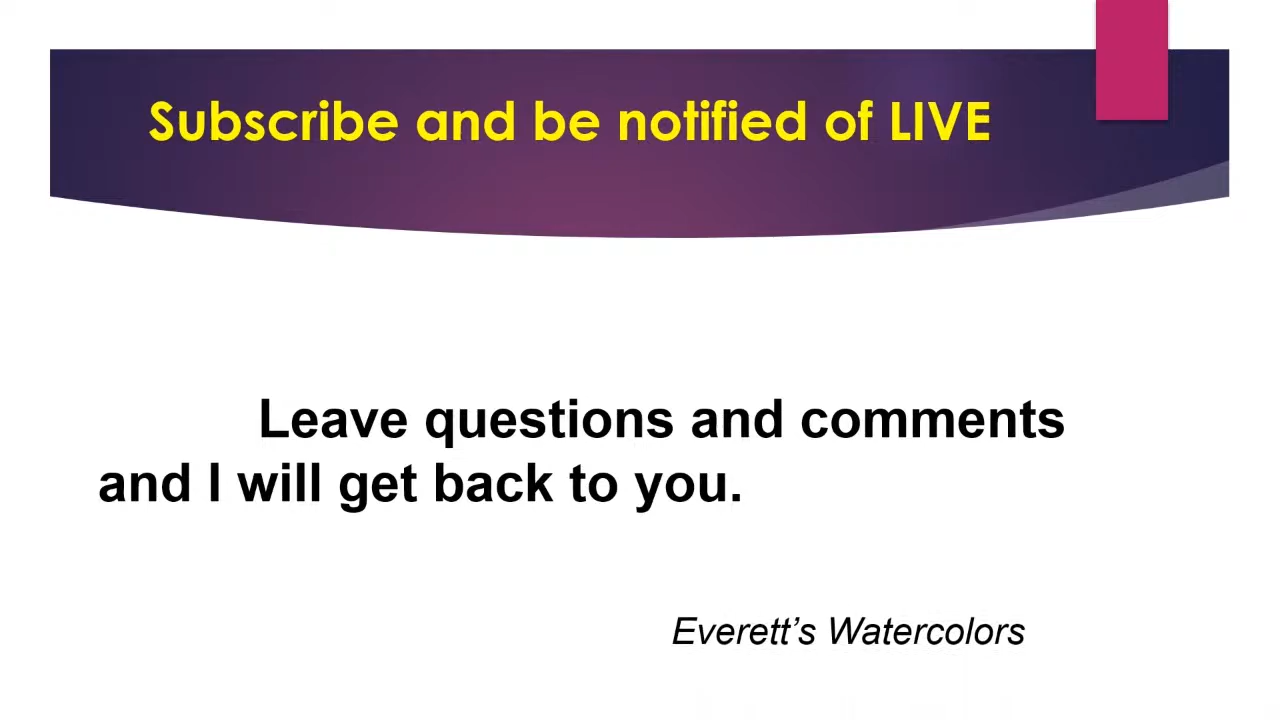 Subscribe and be notified of LIVE
Leave questions and comments
and I will get back to you.
Everett’s Watercolors